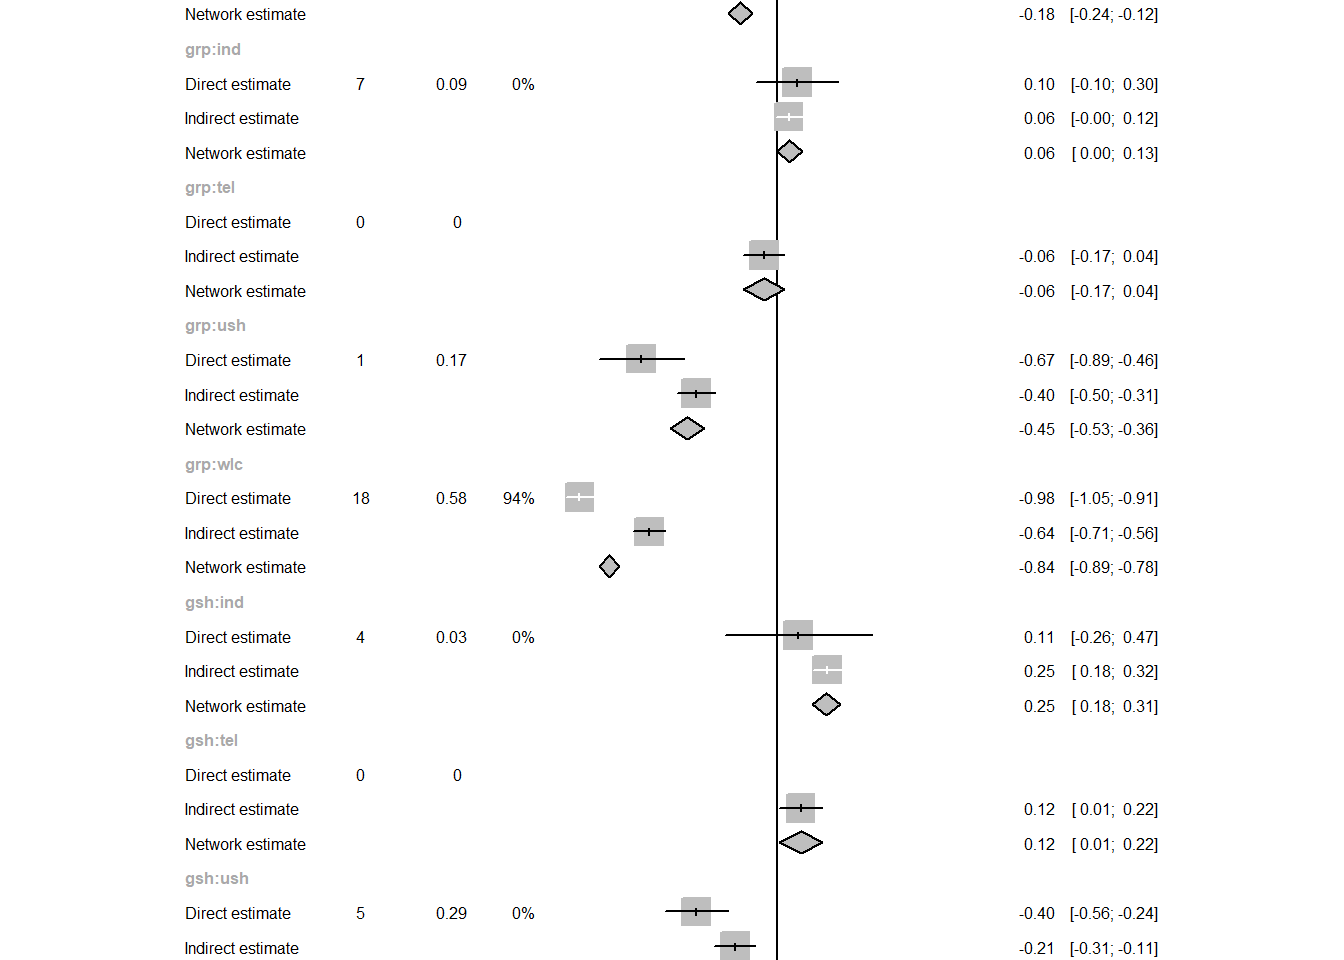 Network estimate -0.18 [-0.24; -0.12]
grp:ind
Direct estimate 7 0.09 0% 0.10 [-0.10; 0.30]
Indirect estimate 0.06 [-0.00; 0.12]
Network estimate 0.06 [ 0.00; 0.13]
grp:tel
Direct estimate 0 0
Indirect estimate -0.06 [-0.17; 0.04]
Network estimate -0.06 [-0.17; 0.04]
grp:ush
Direct estimate 1 0.17 -0.67 [-0.89; -0.46]
Indirect estimate -0.40 [-0.50; -0.31]
Network estimate -0.45 [-0.53; -0.36]
grp:wlc
Direct estimate 18 0.58 94% -0.98 [-1.05; -0.91]
Indirect estimate -0.64 [-0.71; -0.56]
Network estimate -0.84 [-0.89; -0.78]
gsh:ind
Direct estimate 4 0.03 0% 0.11 [-0.26; 0.47]
Indirect estimate 0.25 [ 0.18; 0.32]
Network estimate 0.25 [ 0.18; 0.31]
gsh:tel
Direct estimate 0 0
Indirect estimate 0.12 [ 0.01; 0.22]
Network estimate 0.12 [ 0.01; 0.22]
gsh:ush
Direct estimate 5 0.29 0% -0.40 [-0.56; -0.24]
Indirect estimate -0.21 [-0.31; -0.11]